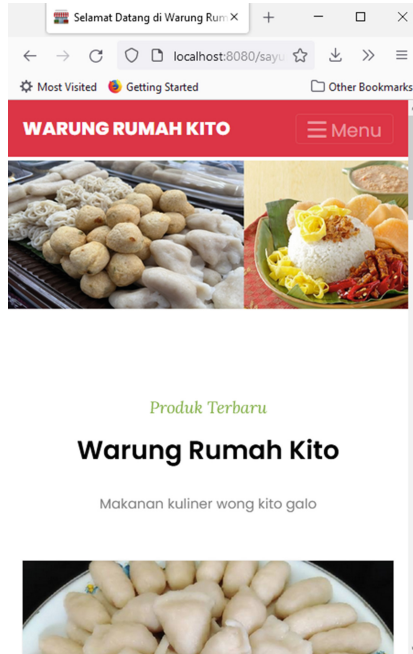 Selamat Datang di Warung Rum
localhost:8080/sayu
Most Visited Getting Started Other Bookmarks
WARUNG RUMAH KITO Menu
Produk Terbaru
Warung Rumah Kito
Makanan kuliner wong kito galo